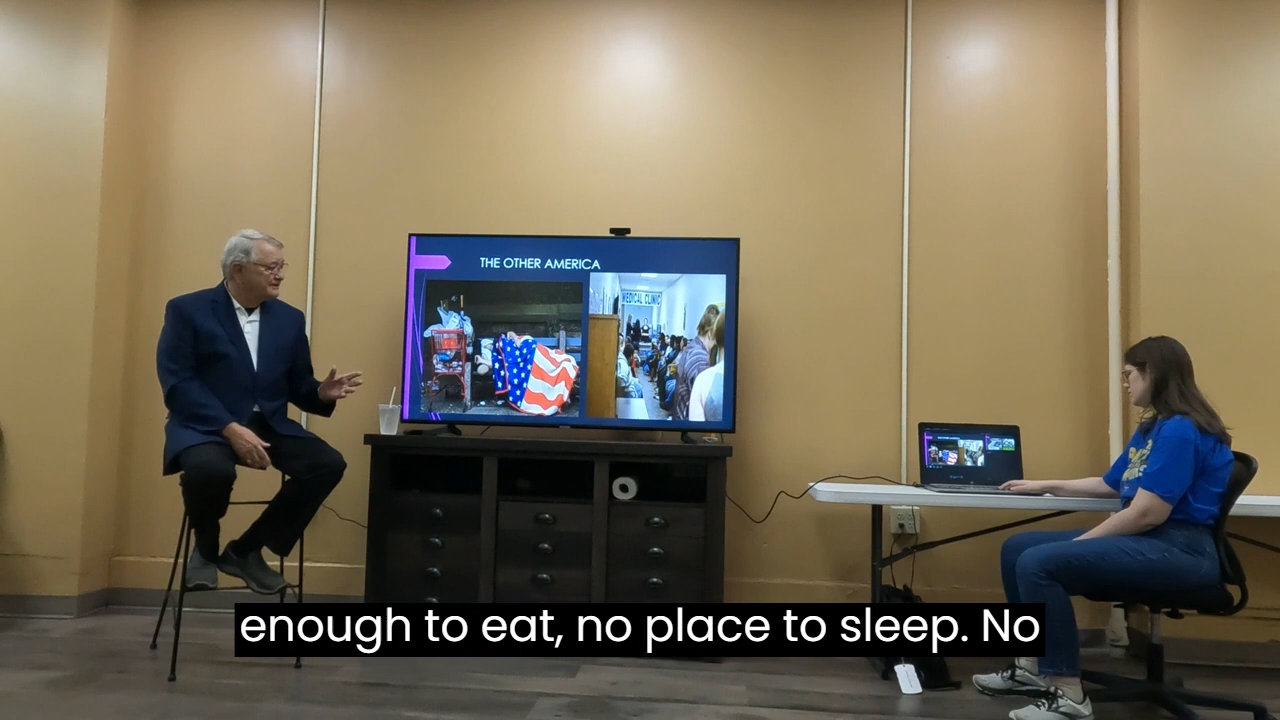 THE OTHER AMERICA
MEDICAL CLINIC
enough to eat, no place to sleep. No